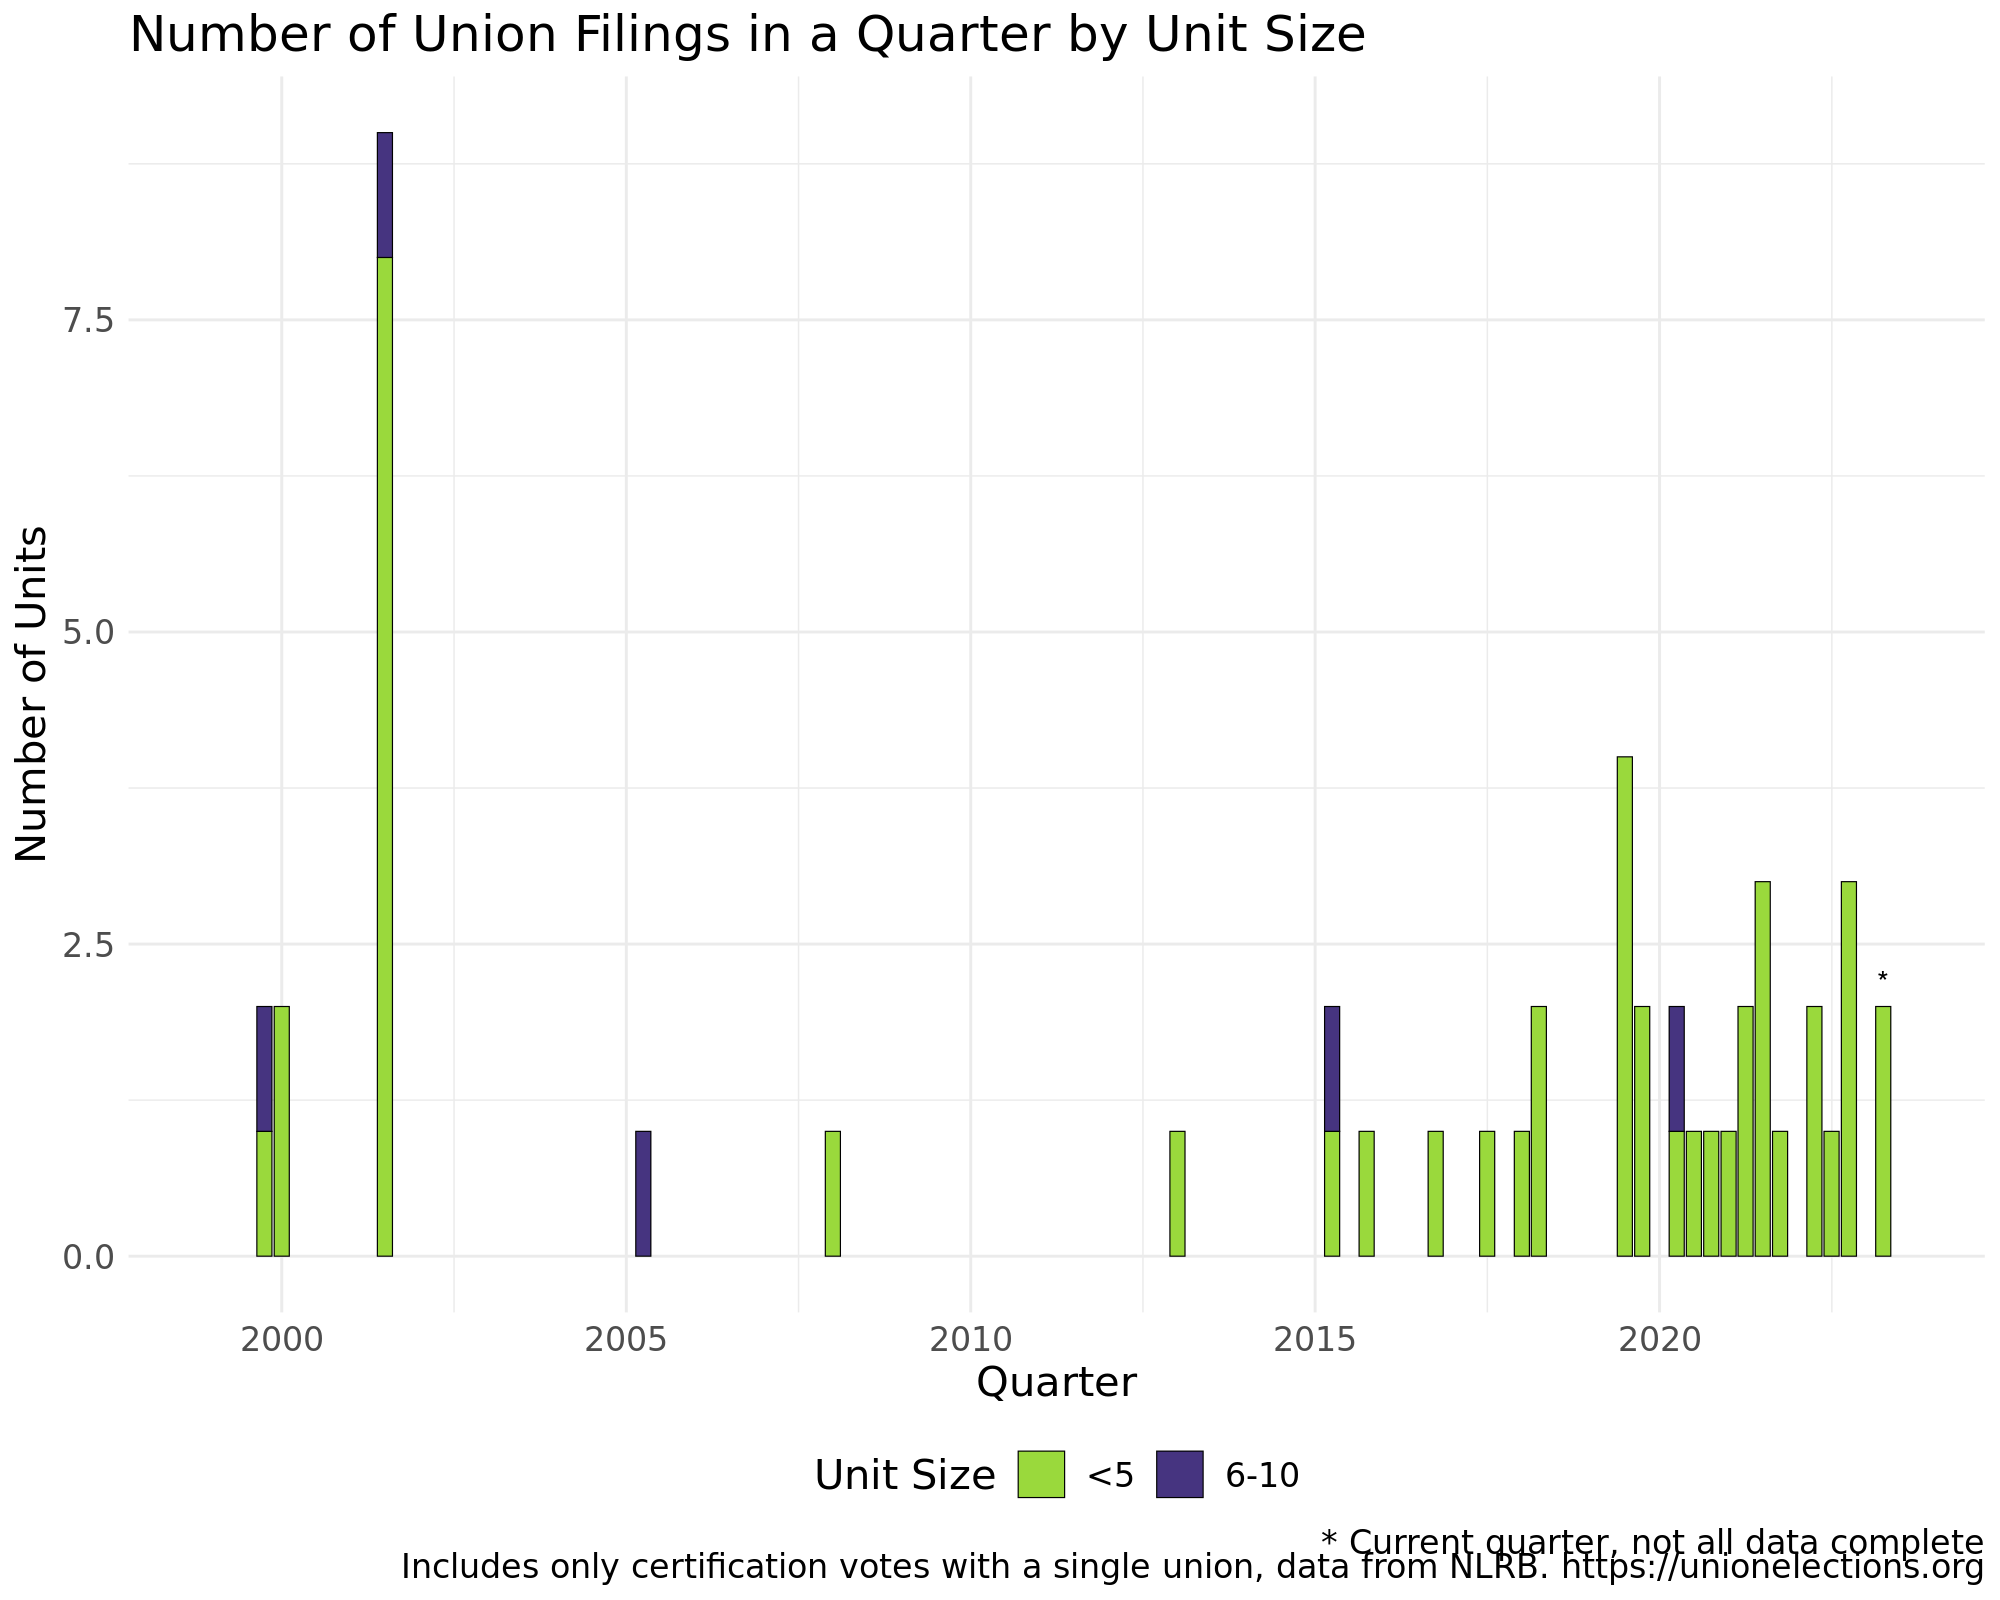 Number of Union Filings in a Quarter by Unit Size
Number of Units
7.5
5.0
2.5
0.0
*
2000 2005 2010 2015 2020
Quarter
Unit Size <5 6-10
* Current quarter, not all data complete
Includes only certification votes with a single union, data from NLRB. https://unionelections.org